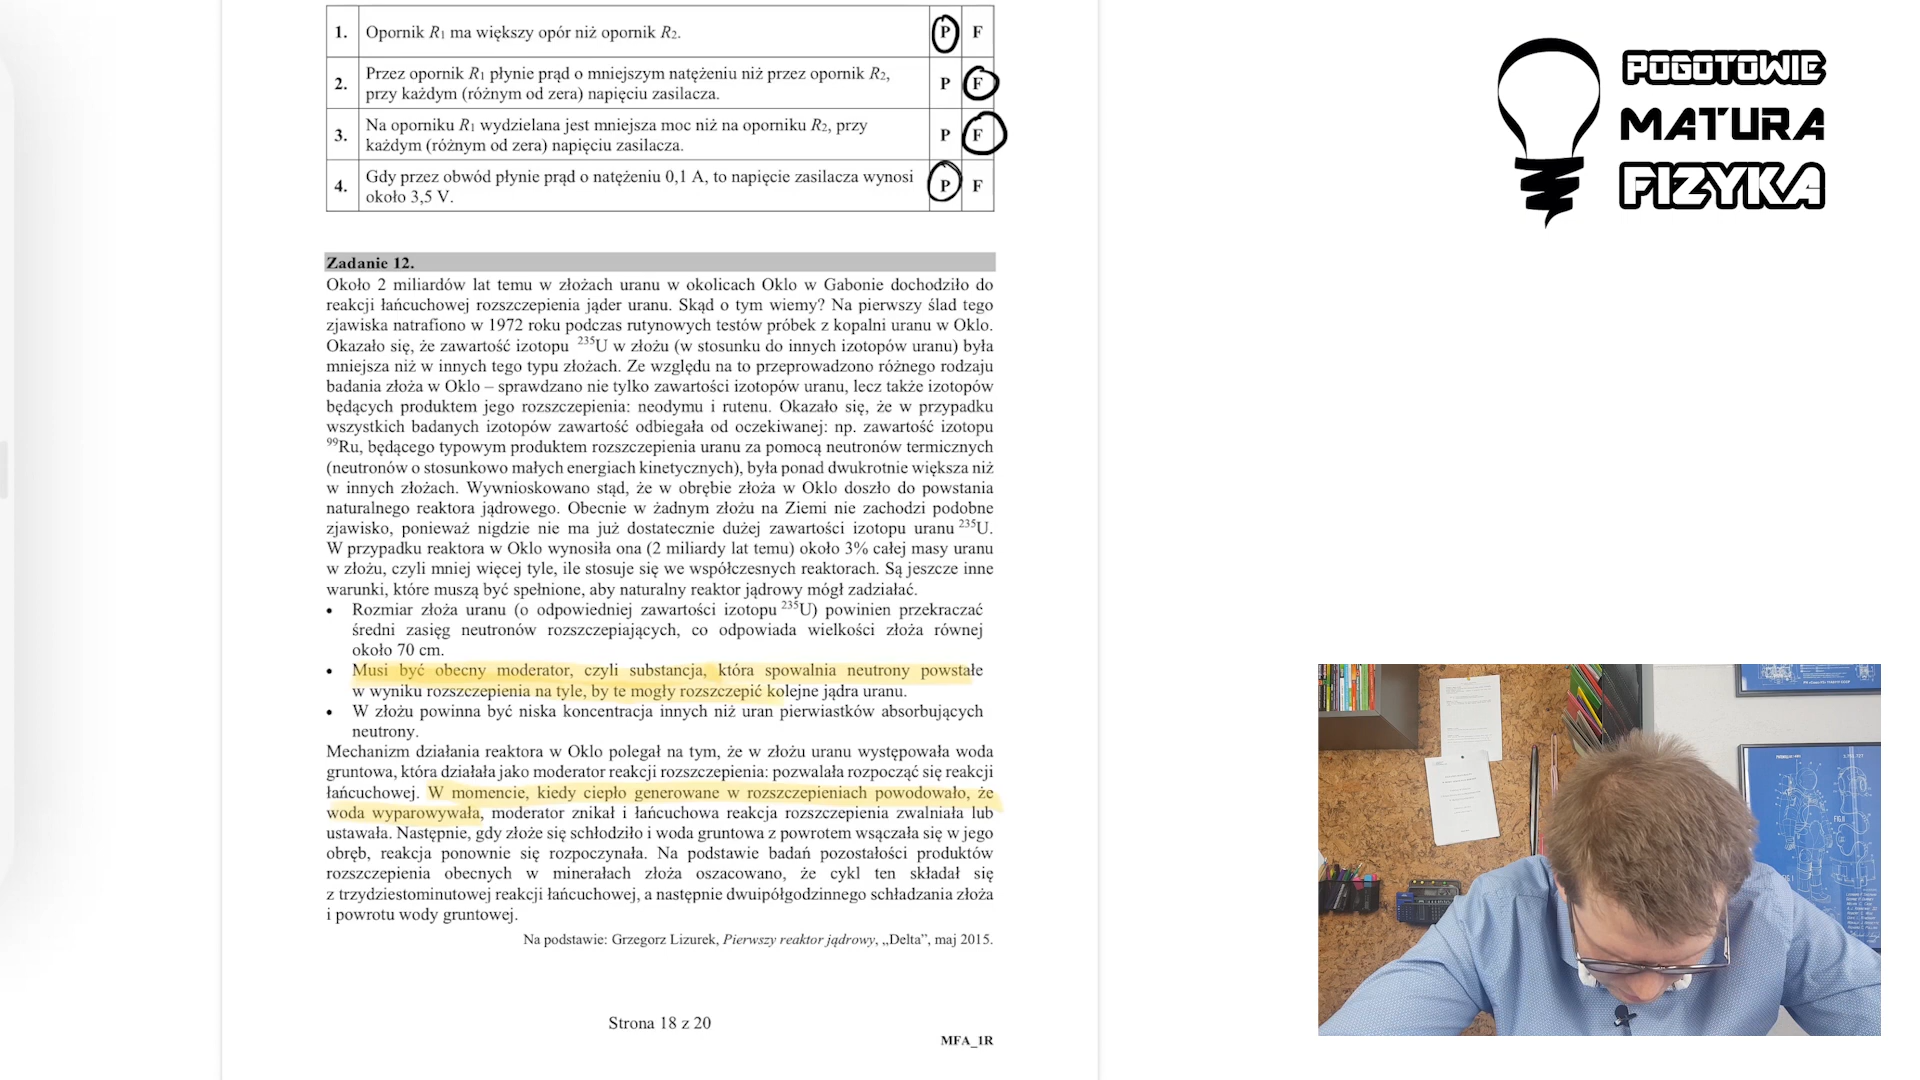 1. Opornik R1 ma większy opór niż opornik R2. P F
2. Przez opornik R1 płynie prąd o mniejszym natężeniu niż przez opornik R2,
przy każdym (różnym od zera) napięciu zasilacza. P F
3. Na oporniku R1 wydzielana jest mniejsza moc niż na oporniku R2, przy
każdym (różnym od zera) napięciu zasilacza. P F
4. Gdy przez obwód płynie prąd o natężeniu 0,1 A, to napięcie zasilacza wynosi
około 3,5 V. P F
Zadanie 12.
Około 2 miliardów lat temu w złożach uranu w okolicach Oklo w Gabonie dochodziło do
reakcji łańcuchowej rozszczepienia jąder uranu. Skąd o tym wiemy? Na pierwszy ślad tego
zjawiska natrafiono w 1972 roku podczas rutynowych testów próbek z kopalni uranu w Oklo.
Okazało się, że zawartość izotopu ²³⁵U w złożu (w stosunku do innych izotopów uranu) była
mniejsza niż w innych tego typu złożach. Ze względu na to przeprowadzono różnego rodzaju
badania złoża w Oklo – sprawdzano nie tylko zawartości izotopów uranu, lecz także izotopów
będących produktem jego rozszczepienia: neodymu i rutenu. Okazało się, że w przypadku
wszystkich badanych izotopów zawartość odbiegała od oczekiwanej: np. zawartość izotopu
⁹⁹Ru, będącego typowym produktem rozszczepienia uranu za pomocą neutronów termicznych
(neutronów o stosunkowo małych energiach kinetycznych), była ponad dwukrotnie większa niż
w innych złożach. Wywnioskowano stąd, że w obrębie złoża w Oklo doszło do powstania
naturalnego reaktora jądrowego. Obecnie w żadnym złożu na Ziemi nie zachodzi podobne
zjawisko, ponieważ nigdzie nie ma już dostatecznie dużej zawartości izotopu uranu ²³⁵U.
W przypadku reaktora w Oklo wynosiła ona (2 miliardy lat temu) około 3% całej masy uranu
w złożu, czyli mniej więcej tyle, ile stosuje się we współczesnych reaktorach. Są jeszcze inne
warunki, które muszą być spełnione, aby naturalny reaktor jądrowy mógł zadziałać.
• Rozmiar złoża uranu (o odpowiedniej zawartości izotopu ²³⁵U) powinien przekraczać
średni zasięg neutronów rozszczepiających, co odpowiada wielkości złoża równej
około 70 cm.
• Musi być obecny moderator, czyli substancja, która spowalnia neutrony powstałe
w wyniku rozszczepienia na tyle, by te mogły rozszczepić kolejne jądra uranu.
• W złożu powinna być niska koncentracja innych niż uran pierwiastków absorbujących
neutrony.
Mechanizm działania reaktora w Oklo polegał na tym, że w złożu uranu występowała woda
gruntowa, która działała jako moderator reakcji rozszczepienia: pozwalała rozpocząć się reakcji
łańcuchowej. W momencie, kiedy ciepło generowane w rozszczepieniach powodowało, że
woda wyparowywała, moderator znikał i łańcuchowa reakcja rozszczepienia zwalniała lub
ustawała. Następnie, gdy złoże się schłodziło i woda gruntowa z powrotem wsączała się w jego
obręb, reakcja ponownie się rozpoczynała. Na podstawie badań pozostałości produktów
rozszczepienia obecnych w minerałach złoża oszacowano, że cykl ten składał się
z trzydziestominutowej reakcji łańcuchowej, a następnie dwuipółgodzinnego schładzania złoża
i powrotu wody gruntowej.
Na podstawie: Grzegorz Lizurek, Pierwszy reaktor jądrowy, „Delta”, maj 2015.
Strona 18 z 20
MFA_1R
POGOTOWIE
MATURA
FIZYKA